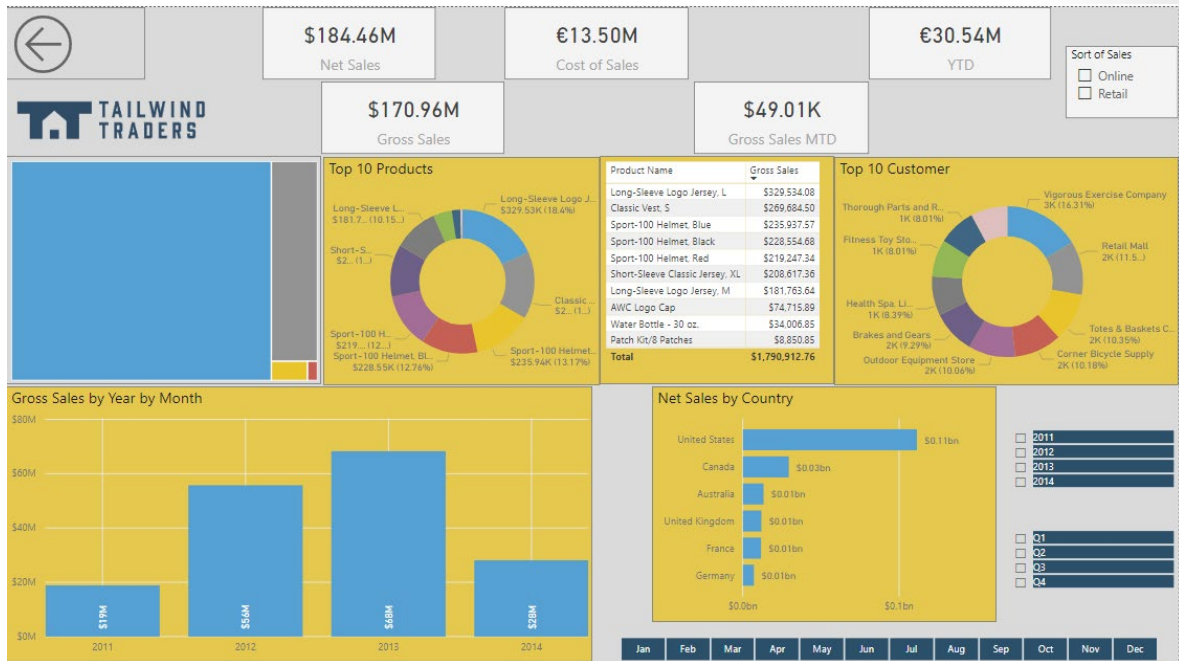 $184.46M
Net Sales
€13.50M
Cost of Sales
€30.54M
YTD
Sort of Sales
Online
Retail
TAILWIND
TRADERS
$170.96M
Gross Sales
$49.01K
Gross Sales MTD
Top 10 Products
Long-Sleeve Logo J...
$329.53K (18.4%)
Long-Sleeve L...
$181.7... (10.15...)
Short-S...
$2... (1...)
Classic ...
$2... (1...)
Sport-100 H...
$219... (12...)
Sport-100 Helmet, Bl...
$228.55K (12.76%)
Sport-100 Helmet...
$235.94K (13.17%)
Product Name Gross Sales
Long-Sleeve Logo Jersey, L $329,534.08
Classic Vest, S $269,684.50
Sport-100 Helmet, Blue $235,937.57
Sport-100 Helmet, Black $228,554.68
Sport-100 Helmet, Red $219,247.34
Short-Sleeve Classic Jersey, XL $208,617.36
Long-Sleeve Logo Jersey, M $181,763.64
AWC Logo Cap $74,715.89
Water Bottle - 30 oz. $34,006.85
Patch Kit/8 Patches $8,850.85
Total $1,790,912.76
Top 10 Customer
Vigorous Exercise Company
3K (16.31%)
Thorough Parts and R...
1K (8.01%)
Fitness Toy Sto...
1K (8.01%)
Retail Mall
2K (11.5...)
Health Spa, Li...
1K (8.39%)
Totes & Baskets C...
2K (10.35%)
Brakes and Gears
2K (9.29%)
Corner Bicycle Supply
2K (10.18%)
Outdoor Equipment Store
2K (10.06%)
Gross Sales by Year by Month
$80M
$60M
$40M
$20M
$0M
$19M
$56M
$68M
$28M
2011 2012 2013 2014
Net Sales by Country
United States $0.11bn
Canada $0.03bn
Australia $0.01bn
United Kingdom $0.01bn
France $0.01bn
Germany $0.01bn
$0.0bn $0.1bn
2011
2012
2013
2014
Q1
Q2
Q3
Q4
Jan Feb Mar Apr May Jun Jul Aug Sep Oct Nov Dec